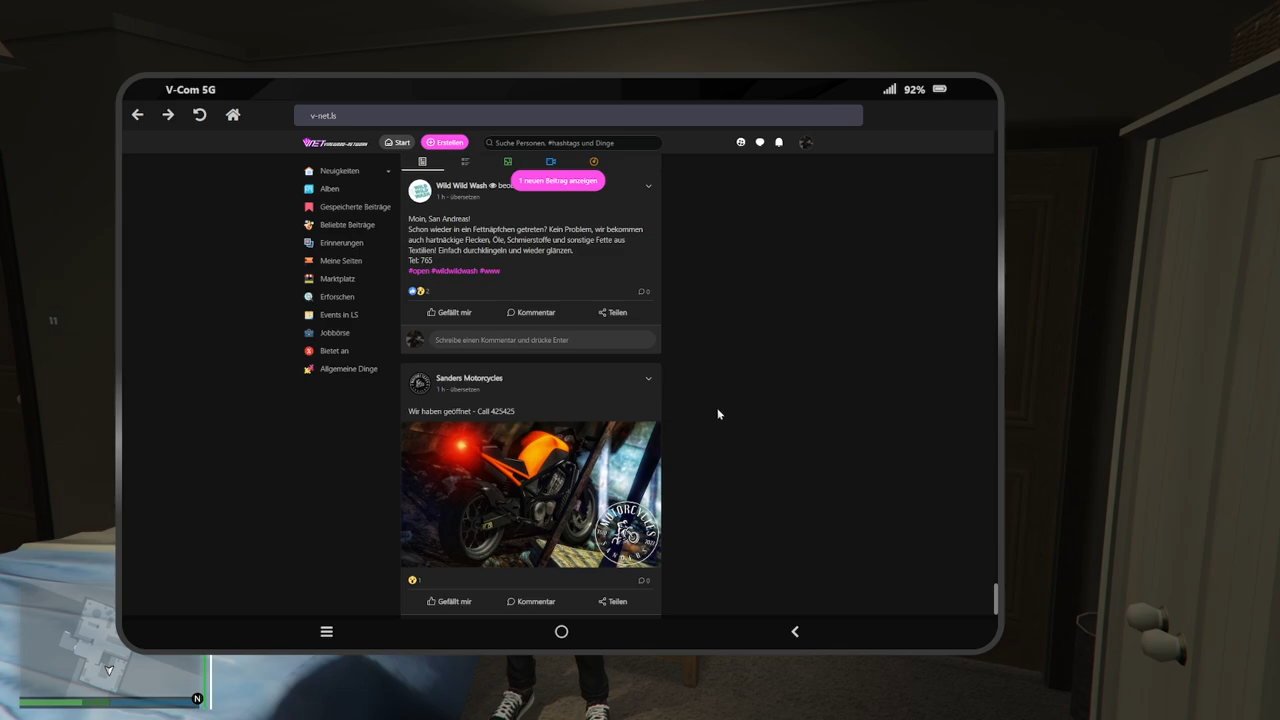 V-Com 5G
92%
v-net.ls
VNET FIREWORD-NETWORK
Start
Erstellen
Suche Personen, #hashtags und Dinge
Neuigkeiten
Alben
Gespeicherte Beiträge
Beliebte Beiträge
Erinnerungen
Meine Seiten
Marktplatz
Erforschen
Events in LS
Jobbörse
Bietet an
Allgemeine Dinge
1 neuen Beitrag anzeigen
Wild Wild Wash
1 h - übersetzen
Moin, San Andreas!
Schon wieder in ein Fettnäpfchen getreten? Kein Problem, wir bekommen
auch hartnäckige Flecken, Öle, Schmierstoffe und sonstige Fette aus
Textilien! Einfach durchklingeln und wieder glänzen.
Tel: 765
#open #wildwildwash #www
2
0
Gefällt mir
Kommentar
Teilen
Schreibe einen Kommentar und drücke Enter
Sanders Motorcycles
1 h - übersetzen
Wir haben geöffnet - Call 425425
MOTORCYCLES
SANDERS
1
0
Gefällt mir
Kommentar
Teilen
N